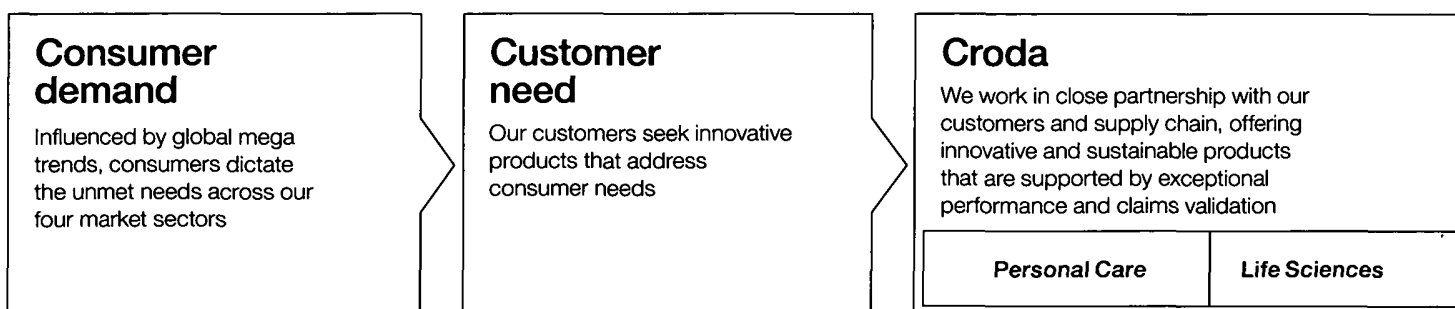 Consumer
demand
Influenced by global mega
trends, consumers dictate
the unmet needs across our
four market sectors
Customer
need
Our customers seek innovative
products that address
consumer needs
Croda
We work in close partnership with our
customers and supply chain, offering
innovative and sustainable products
that are supported by exceptional
performance and claims validation
Personal Care
Life Sciences